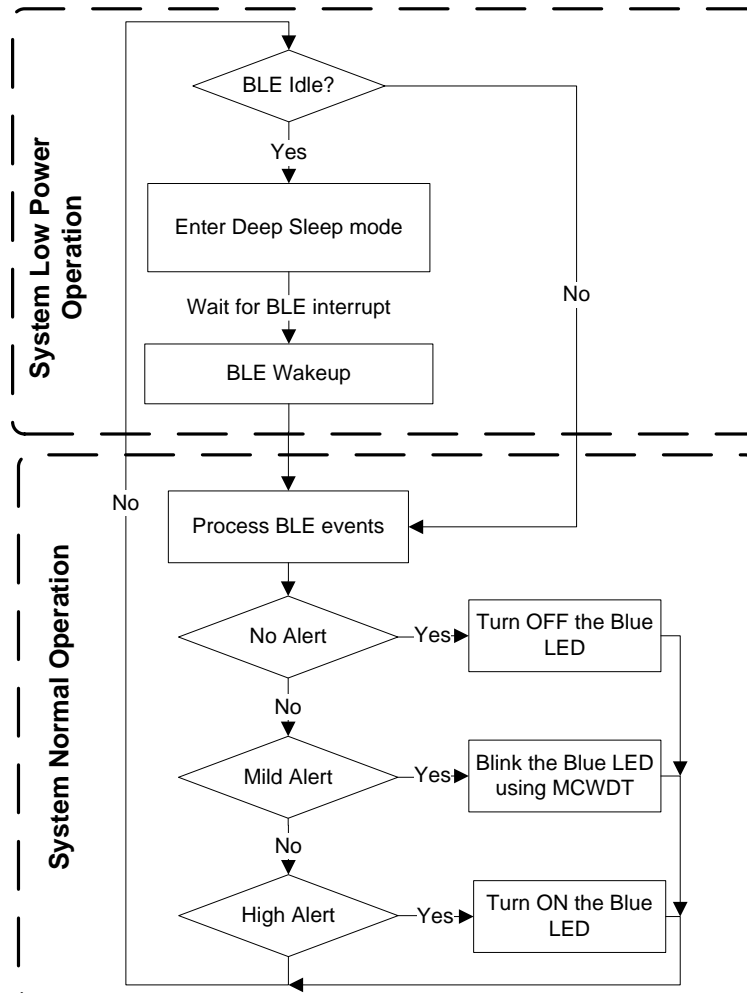 System Low Power
Operation
BLE Idle?
Yes
No
Enter Deep Sleep mode
Wait for BLE interrupt
BLE Wakeup
System Normal Operation
No
Process BLE events
No Alert
Yes
Turn OFF the Blue
LED
No
Mild Alert
Yes
Blink the Blue LED
using MCWDT
No
High Alert
Yes
Turn ON the Blue
LED